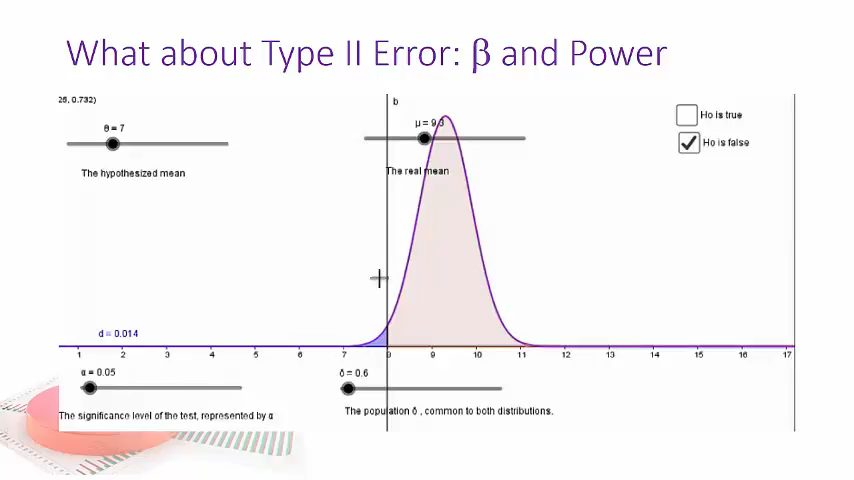 What about Type II Error: β and Power
26, 0.732)
b
θ = 7
μ = 9.3
Ho is true
Ho is false
The hypothesized mean
The real mean
d = 0.014
1 2 3 4 5 6 7 8 9 10 11 12 13 14 15 16 17
α = 0.05
δ = 0.6
The significance level of the test, represented by α
The population δ , common to both distributions.